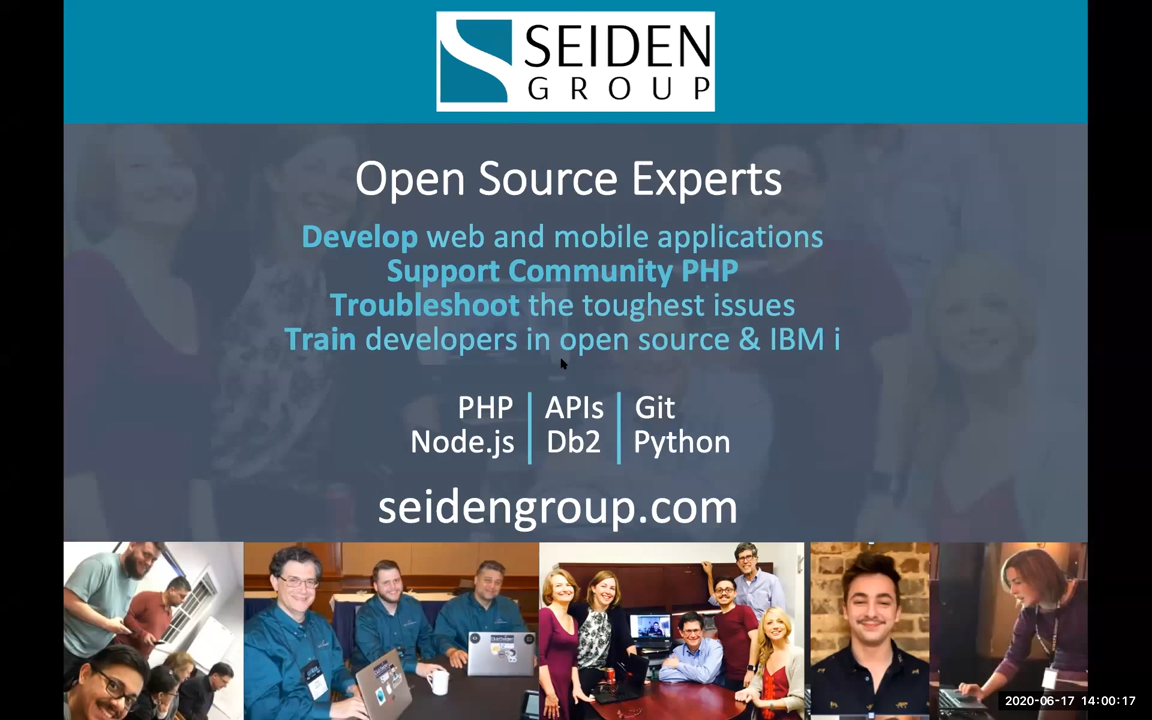 SEIDEN
GROUP
Open Source Experts
Develop web and mobile applications
Support Community PHP
Troubleshoot the toughest issues
Train developers in open source & IBM i
PHP | APIs | Git
Node.js | Db2 | Python
seidengroup.com
2020-06-17 14:00:17